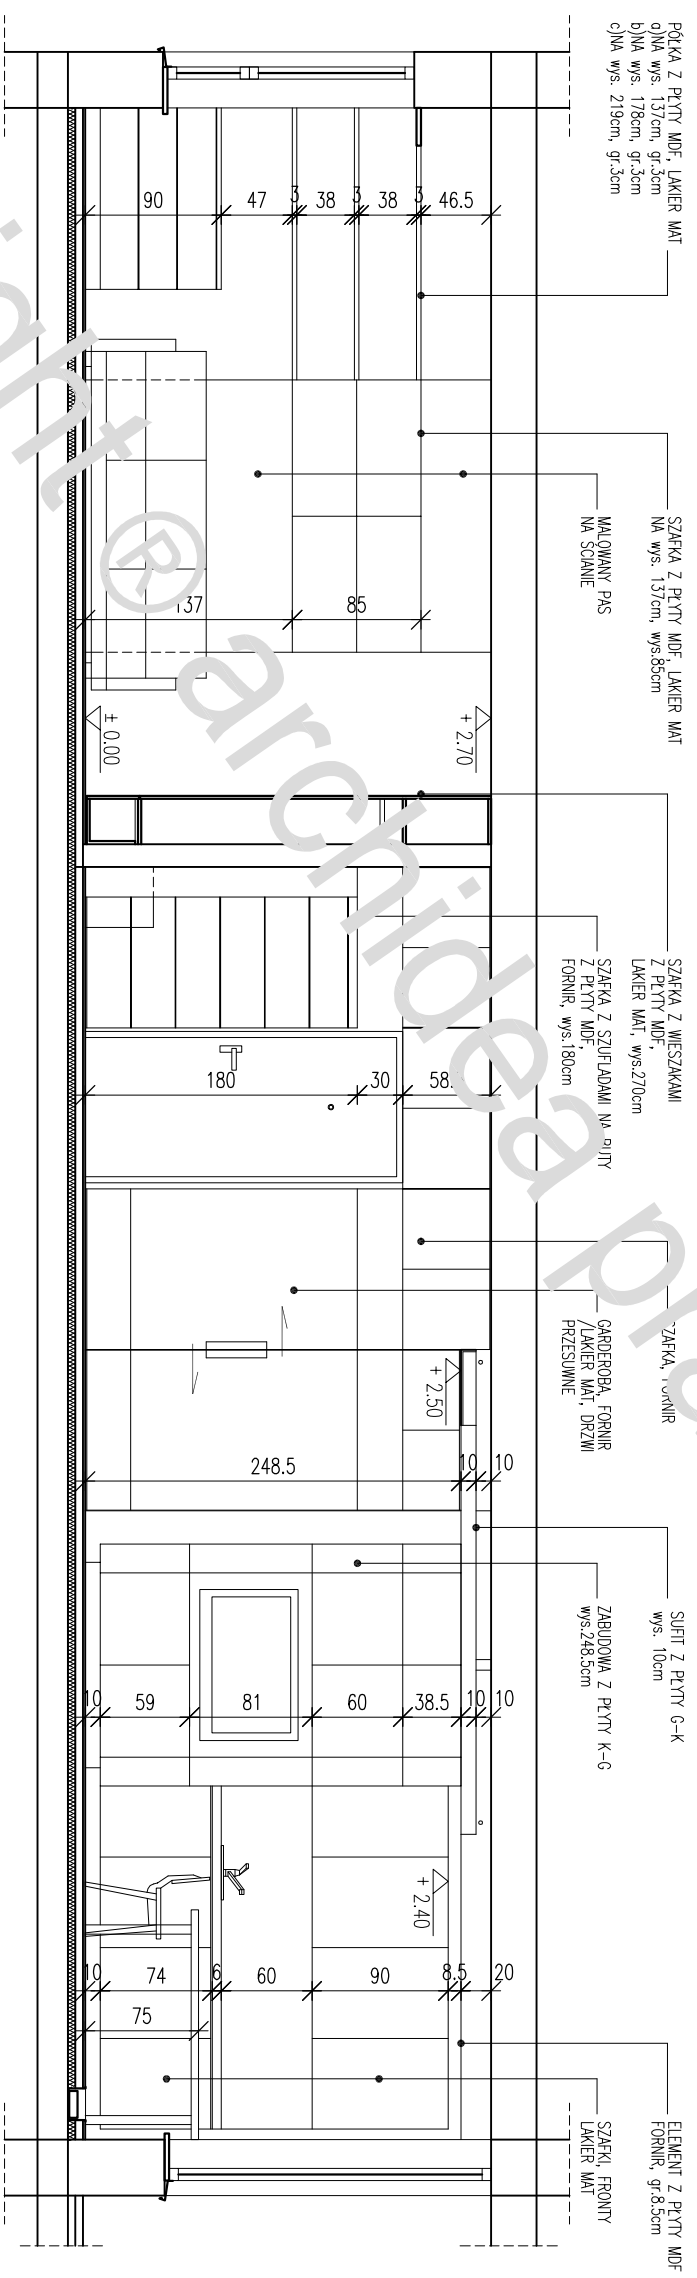 PÓŁKA Z PŁYTY MDF, LAKIER MAT
a)NA wys. 137cm, gr.3cm
b)NA wys. 178cm, gr.3cm
c)NA wys. 219cm, gr.3cm
SZAFKA Z PŁYTY MDF, LAKIER MAT
NA wys. 137cm, wys.85cm
MALOWANY PAS
NA ŚCIANIE
SZAFKA Z WIESZAKAMI
Z PŁYTY MDF,
LAKIER MAT, wys.270cm
SZAFKA Z SZUFLADAMI NA BUTY
Z PŁYTY MDF,
FORNIR, wys.180cm
FORNIR
GARDEROBA, FORNIR
/LAKIER MAT, DRZWI
PRZESUWNE
SUFIT Z PŁYTY G-K
wys. 10cm
ZABUDOWA Z PŁYTY K-G
wys.248.5cm
ELEMENT Z PŁYTY MDF
FORNIR, gr.8.5cm
SZAFKI, FRONTY
LAKIER MAT
90 47 3 38 3 38 3 46.5
137 85
± 0.00
+ 2.70
180 30
+ 2.50
248.5 10 10
10 59 81 60 38.5 10 10
+ 2.40
10 74 6 60 90 8.5 20
75
archidea